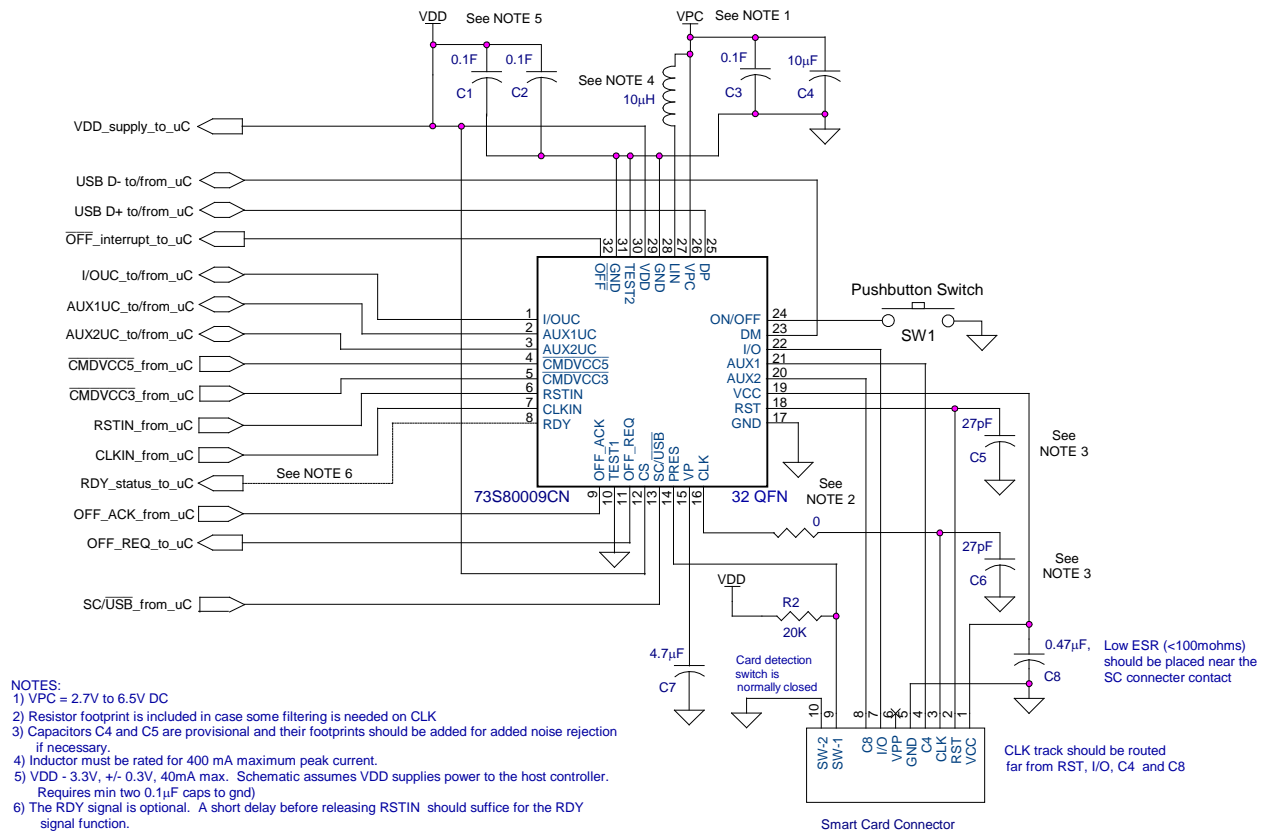 VDD
See NOTE 5
VPC
See NOTE 1
0.1F
0.1F
C1
C2
See NOTE 4
10μH
0.1F
10μF
C3
C4
VDD_supply_to_uC
USB D- to/from_uC
USB D+ to/from_uC
OFF_interrupt_to_uC
I/OUC_to/from_uC
AUX1UC_to/from_uC
AUX2UC_to/from_uC
CMDVCC5_from_uC
CMDVCC3_from_uC
RSTIN_from_uC
CLKIN_from_uC
RDY_status_to_uC
See NOTE 6
OFF_ACK_from_uC
OFF_REQ_to_uC
SC/USB_from_uC
32
31
30
29
28
27
26
25
OFF
GND
TEST2
VDD
GND
LIN
VPC
DP
1
2
3
4
5
6
7
8
I/OUC
AUX1UC
AUX2UC
CMDVCC5
CMDVCC3
RSTIN
CLKIN
RDY
ON/OFF
DM
I/O
AUX1
AUX2
VCC
RST
GND
24
23
22
21
20
19
18
17
OFF_ACK
TEST1
OFF_REQ
CS
SC/USB
PRES
VP
CLK
9
10
11
12
13
14
15
16
73S80009CN
32 QFN
Pushbutton Switch
SW1
27pF
C5
See
NOTE 3
See
NOTE 2
0
27pF
C6
See
NOTE 3
VDD
R2
20K
4.7μF
C7
Card detection
switch is
normally closed
0.47μF,
C8
Low ESR (<100mohms)
should be placed near the
SC connecter contact
10
9
8
7
6
5
4
3
2
1
SW-2
SW-1
C8
I/O
VPP
GND
C4
CLK
RST
VCC
CLK track should be routed
far from RST, I/O, C4 and C8
Smart Card Connector
NOTES:
1) VPC = 2.7V to 6.5V DC
2) Resistor footprint is included in case some filtering is needed on CLK
3) Capacitors C4 and C5 are provisional and their footprints should be added for added noise rejection
if necessary.
4) Inductor must be rated for 400 mA maximum peak current.
5) VDD - 3.3V, +/- 0.3V, 40mA max. Schematic assumes VDD supplies power to the host controller.
Requires min two 0.1μF caps to gnd)
6) The RDY signal is optional. A short delay before releasing RSTIN should suffice for the RDY
signal function.